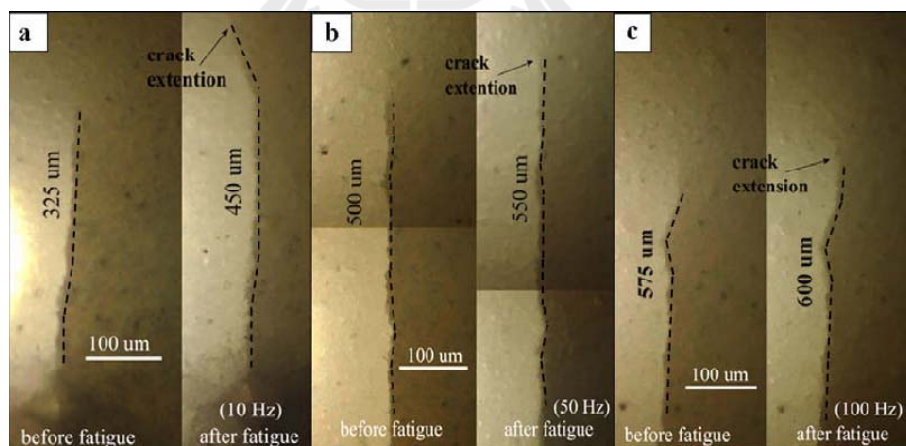 a
crack
extention
325 um
450 um
100 um
before fatigue
(10 Hz)
after fatigue
b
crack
extention
500 um
550 um
100 um
before fatigue
(50 Hz)
after fatigue
c
crack
extension
575 um
600 um
100 um
before fatigue
(100 Hz)
after fatigue